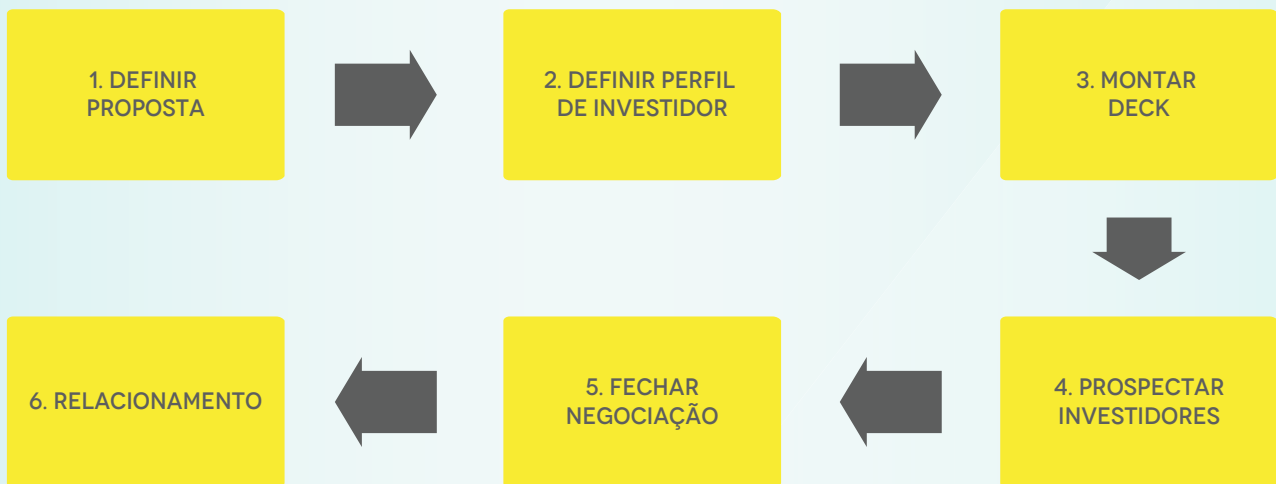 1. DEFINIR
PROPOSTA
2. DEFINIR PERFIL
DE INVESTIDOR
3. MONTAR
DECK
4. PROSPECTAR
INVESTIDORES
5. FECHAR
NEGOCIAÇÃO
6. RELACIONAMENTO